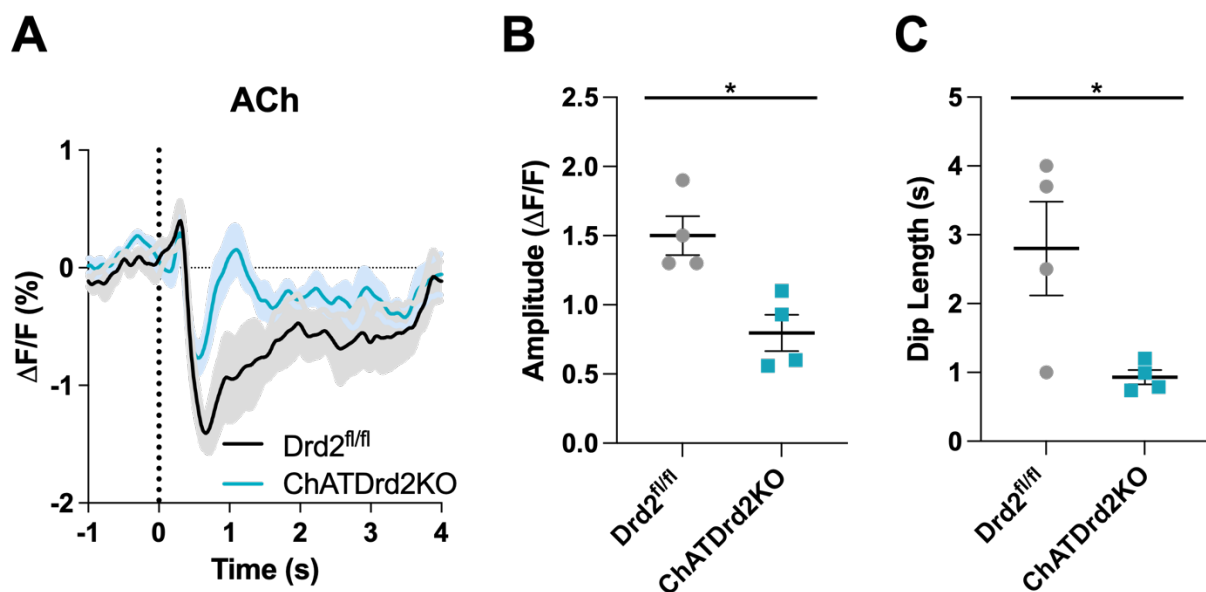 A
ACh
ΔF/F (%)
1
0
-1
-2
-1
0
1
2
3
4
Time (s)
Drd2fl/fl
ChATDrd2KO
B
*
Amplitude (ΔF/F)
2.5
2.0
1.5
1.0
0.5
0.0
Drd2fl/fl
ChATDrd2KO
C
*
Dip Length (s)
5
4
3
2
1
0
Drd2fl/fl
ChATDrd2KO